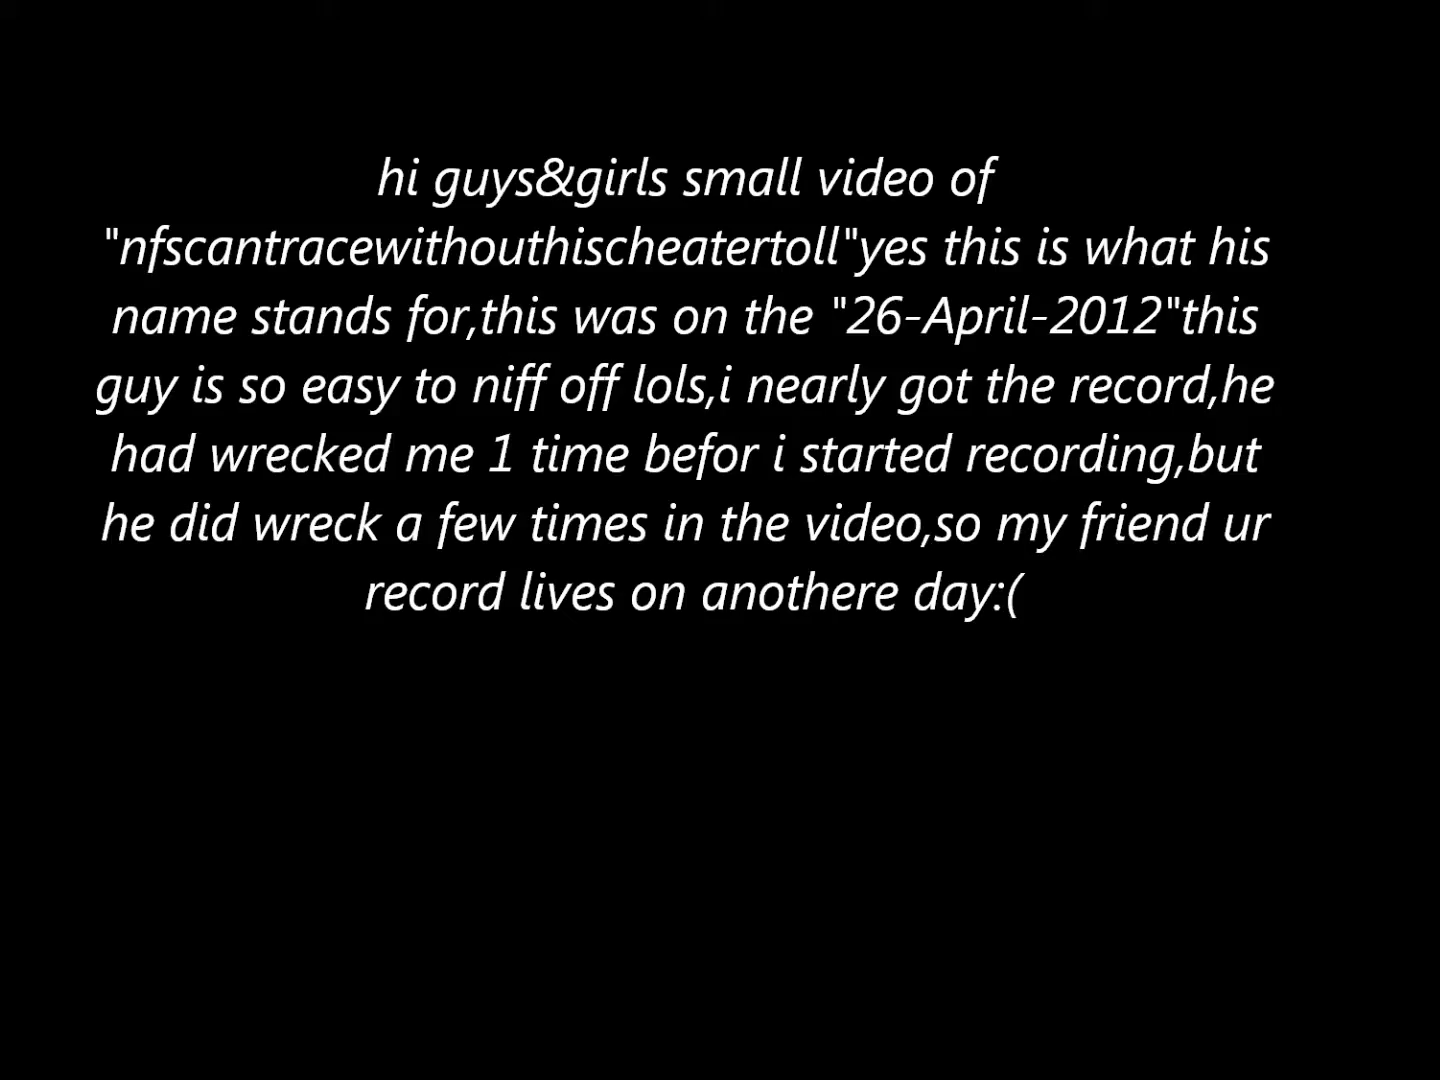 hi guys&girls small video of
"nfscantracewithouthischeatertoll"yes this is what his
name stands for,this was on the "26-April-2012"this
guy is so easy to niff off lols,i nearly got the record,he
had wrecked me 1 time befor i started recording,but
he did wreck a few times in the video,so my friend ur
record lives on anothere day:(